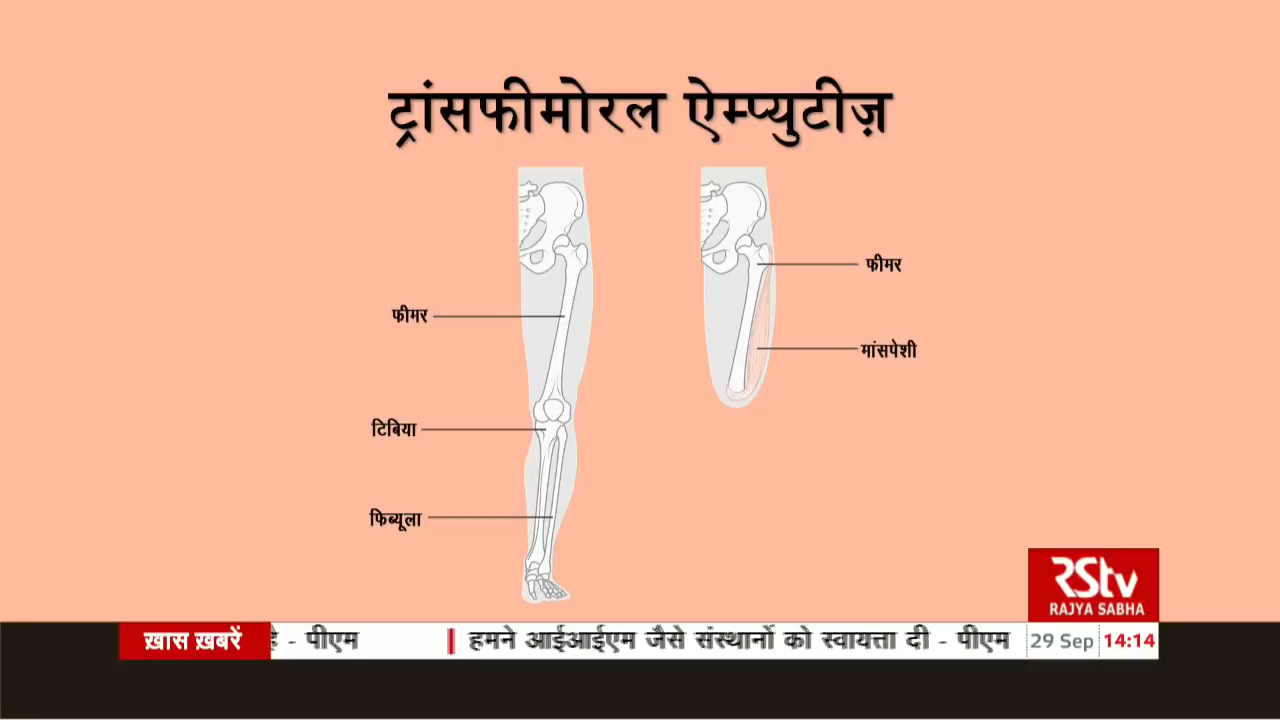 ट्रांसफीमोरल ऐम्प्युटीज़
फीमर
फीमर
मांसपेशी
टिबिया
फिब्यूला
RStv
RAJYA SABHA
ख़ास ख़बरें
है - पीएम
हमने आईआईएम जैसे संस्थानों को स्वायत्ता दी - पीएम
29 Sep
14:14